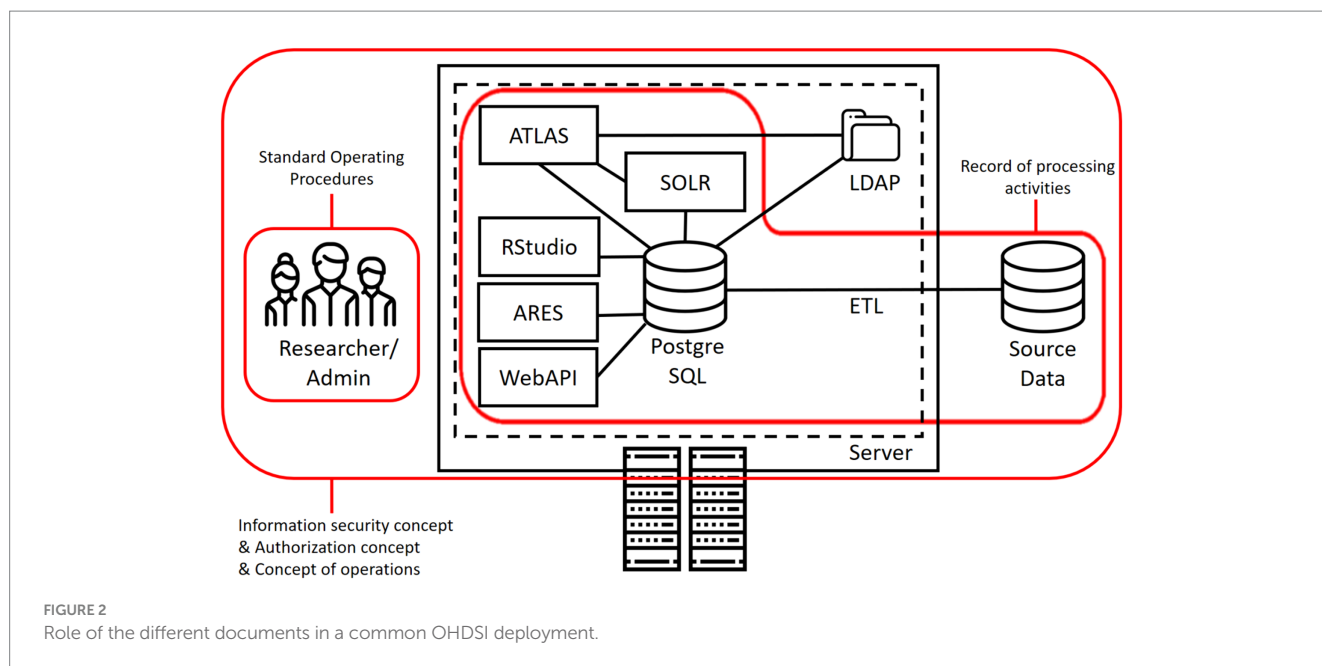 Standard Operating
Procedures
Researcher/
Admin
ATLAS
SOLR
LDAP
RStudio
ARES
WebAPI
Postgre
SQL
ETL
Server
Record of processing
activities
Source
Data
Information security concept
& Authorization concept
& Concept of operations
FIGURE 2
Role of the different documents in a common OHDSI deployment.